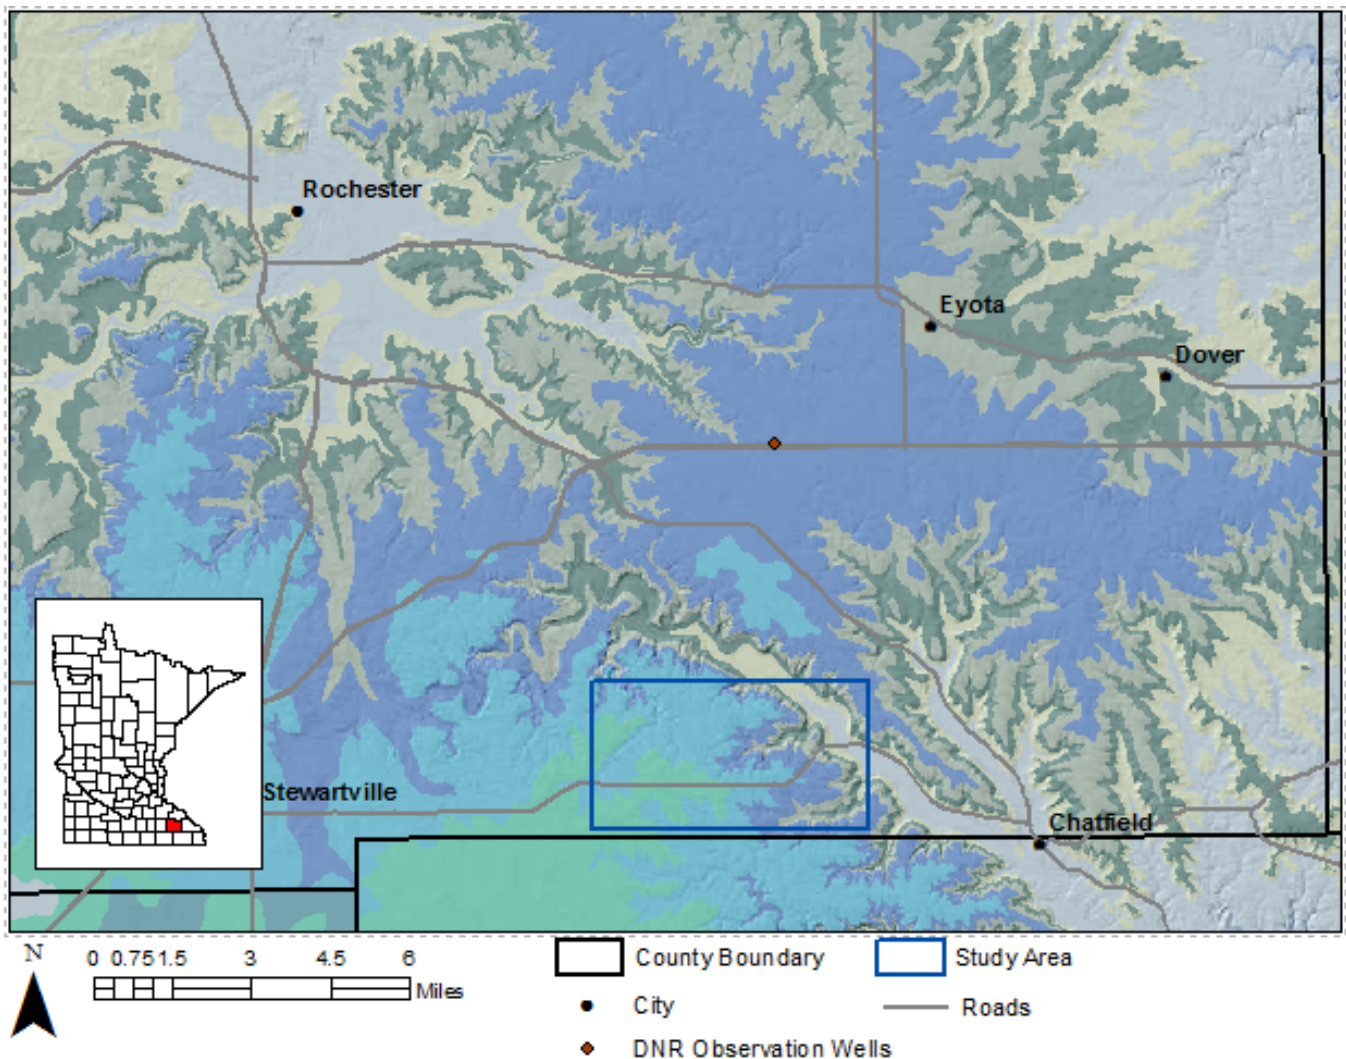 Rochester
Eyota
Dover
Stewartville
Chatfield
N
0 0.75 1.5 3 4.5 6
Miles
County Boundary
Study Area
City
Roads
DNR Observation Wells